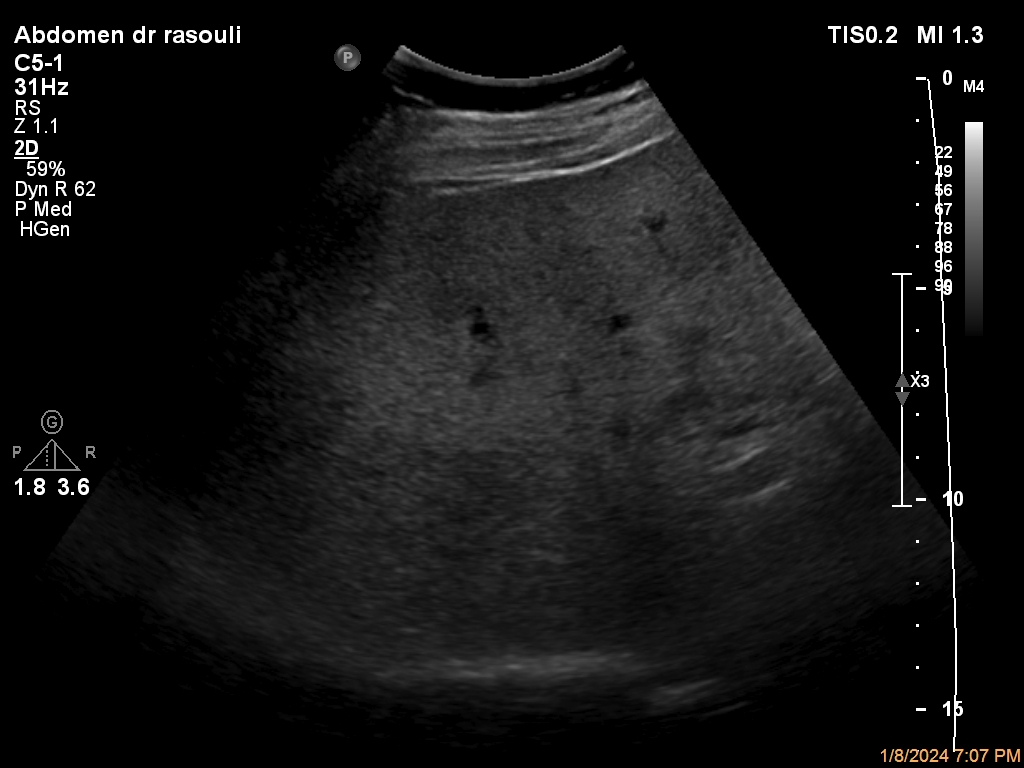 Abdomen dr rasouli
C5-1
31Hz
RS
Z 1.1
2D
59%
Dyn R 62
P Med
HGen
P
TIS0.2 MI 1.3
0
M4
22
49
56
67
78
88
96
X3
10
15
G
P R
1.8 3.6
1/8/2024 7:07 PM